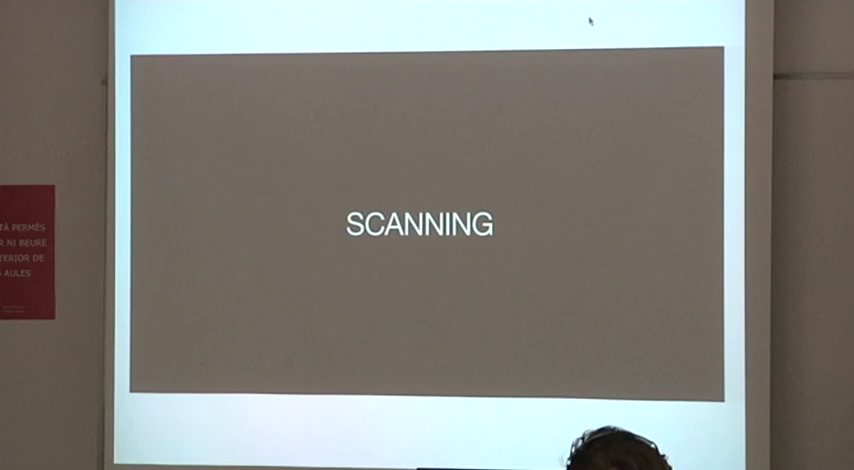 SCANNING
TÀ PERMÈS
R NI BEURE
TERIOR DE
AULES